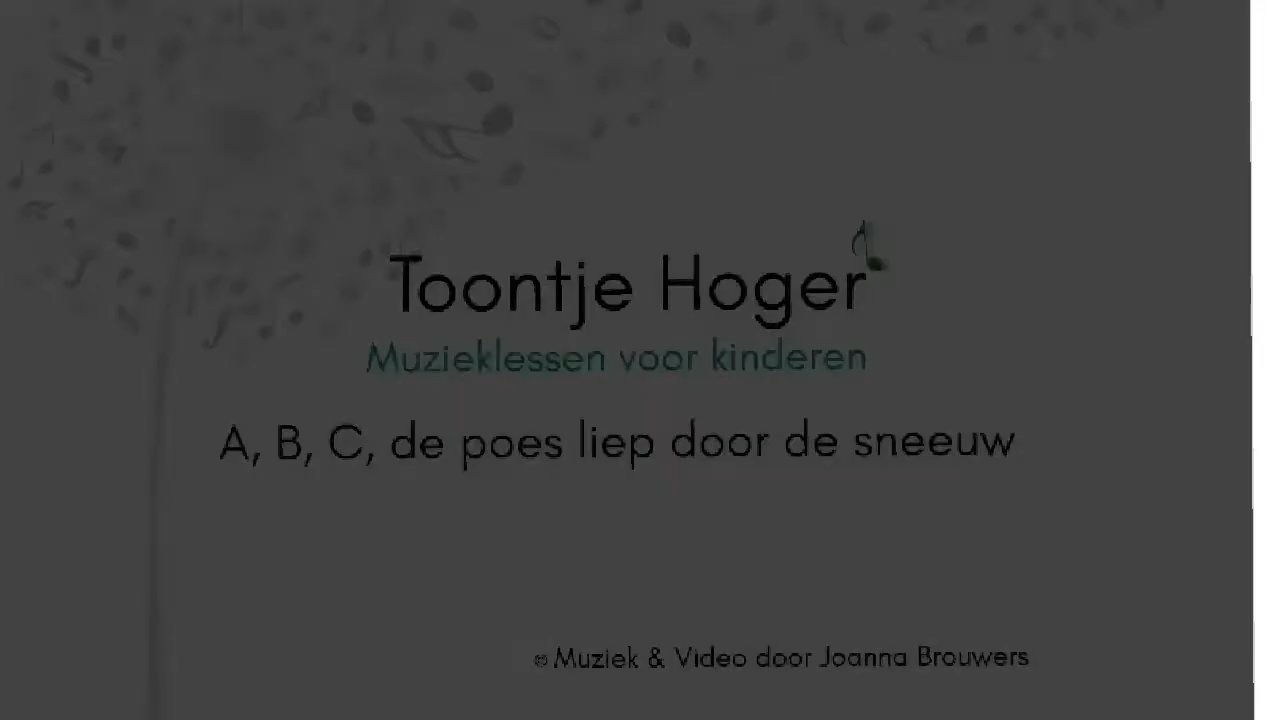 Toontje Hoger
Muzieklessen voor kinderen
A, B, C, de poes liep door de sneeuw
© Muziek & Video door Joanna Brouwers